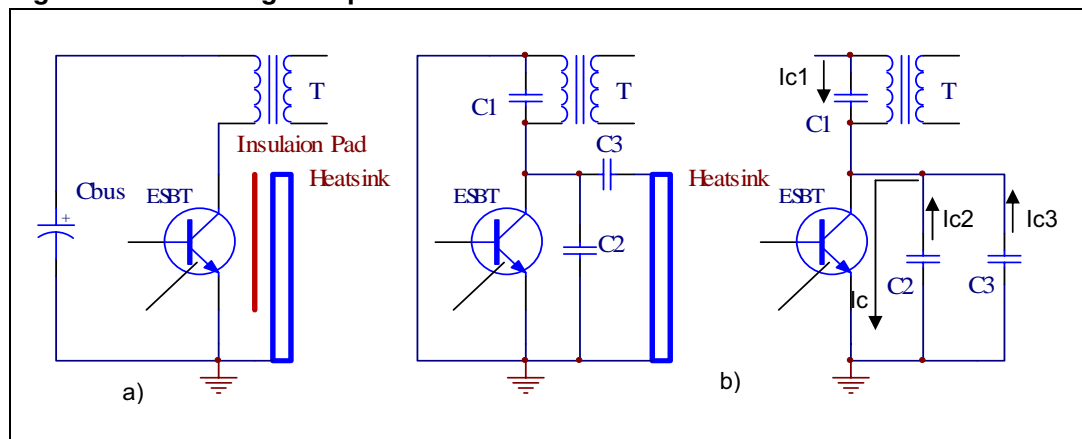 T
Insulaion Pad
Heatsink
Cbus
+
ESBT
a)
C1
T
C3
Heatsink
ESBT
C2
b)
Ic1
C1
T
ESBT
Ic2
Ic3
C2
C3
Ic